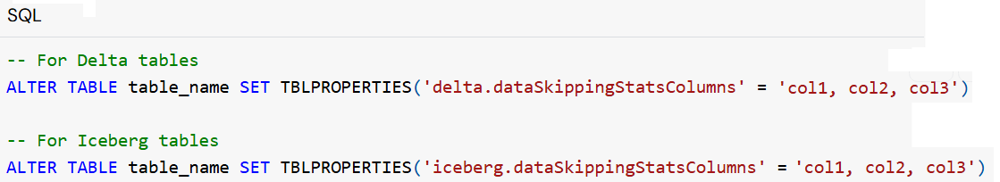 SQL
-- For Delta tables
ALTER TABLE table_name SET TBLPROPERTIES('delta.dataSkippingStatsColumns' = 'col1, col2, col3')
-- For Iceberg tables
ALTER TABLE table_name SET TBLPROPERTIES('iceberg.dataSkippingStatsColumns' = 'col1, col2, col3')